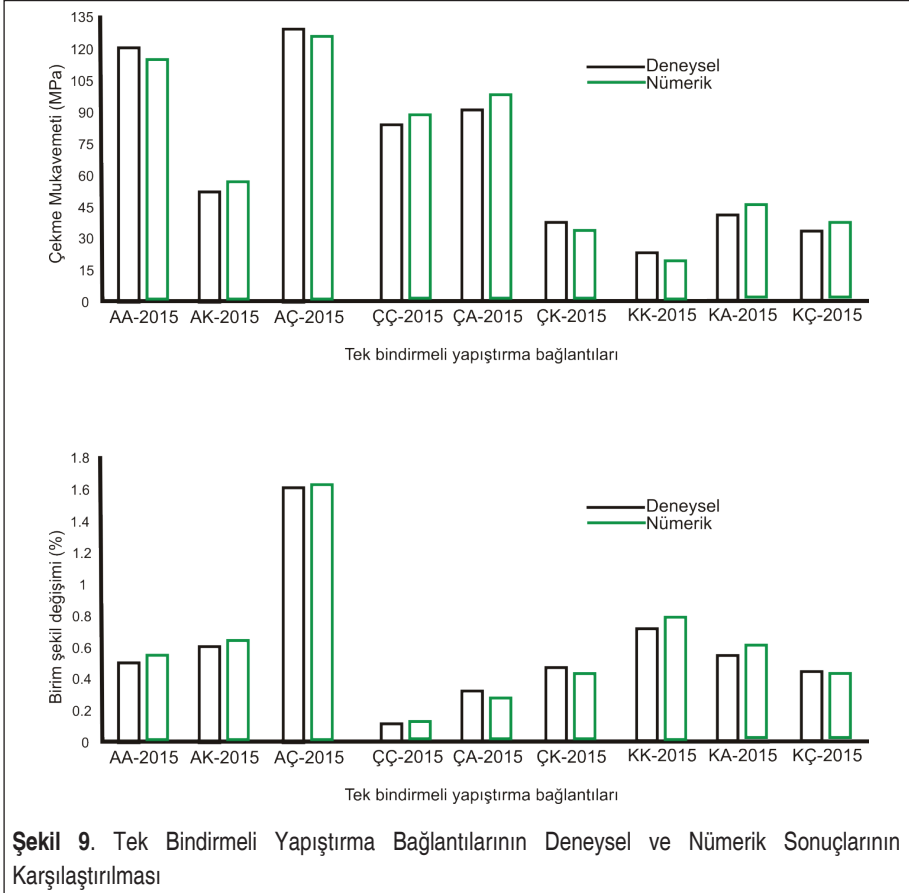 135
120
105
90
75
60
45
30
15
0
Çekme Mukavemeti (MPa)
Deneysel
Nümerik
AA-2015 AK-2015 AÇ-2015 ÇÇ-2015 ÇA-2015 ÇK-2015 KK-2015 KA-2015 KÇ-2015
Tek bindirmeli yapıştırma bağlantıları
1.8
1.6
1.4
1.2
1
0.8
0.6
0.4
0.2
0
Birim şekil değişimi (%)
Deneysel
Nümerik
AA-2015 AK-2015 AÇ-2015 ÇÇ-2015 ÇA-2015 ÇK-2015 KK-2015 KA-2015 KÇ-2015
Tek bindirmeli yapıştırma bağlantıları
Şekil 9. Tek Bindirmeli Yapıştırma Bağlantılarının Deneysel ve Nümerik Sonuçlarının
Karşılaştırılması